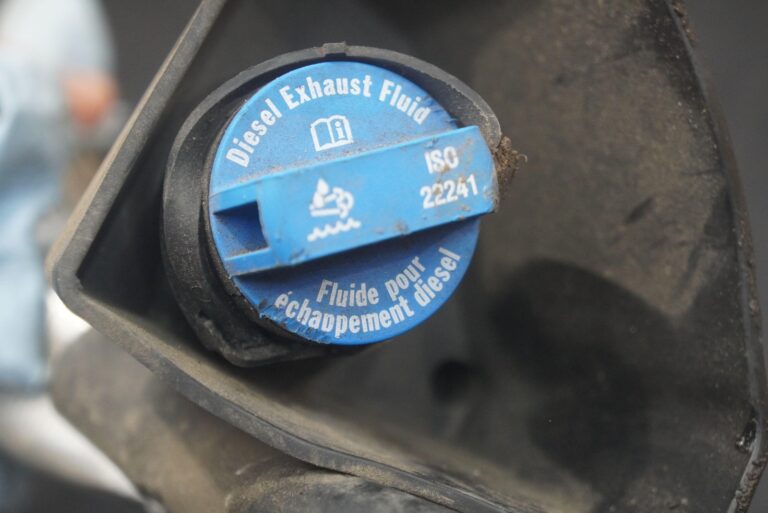 Diesel Exhaust Fluid
ISO
22241
Fluide pour
échappement diesel